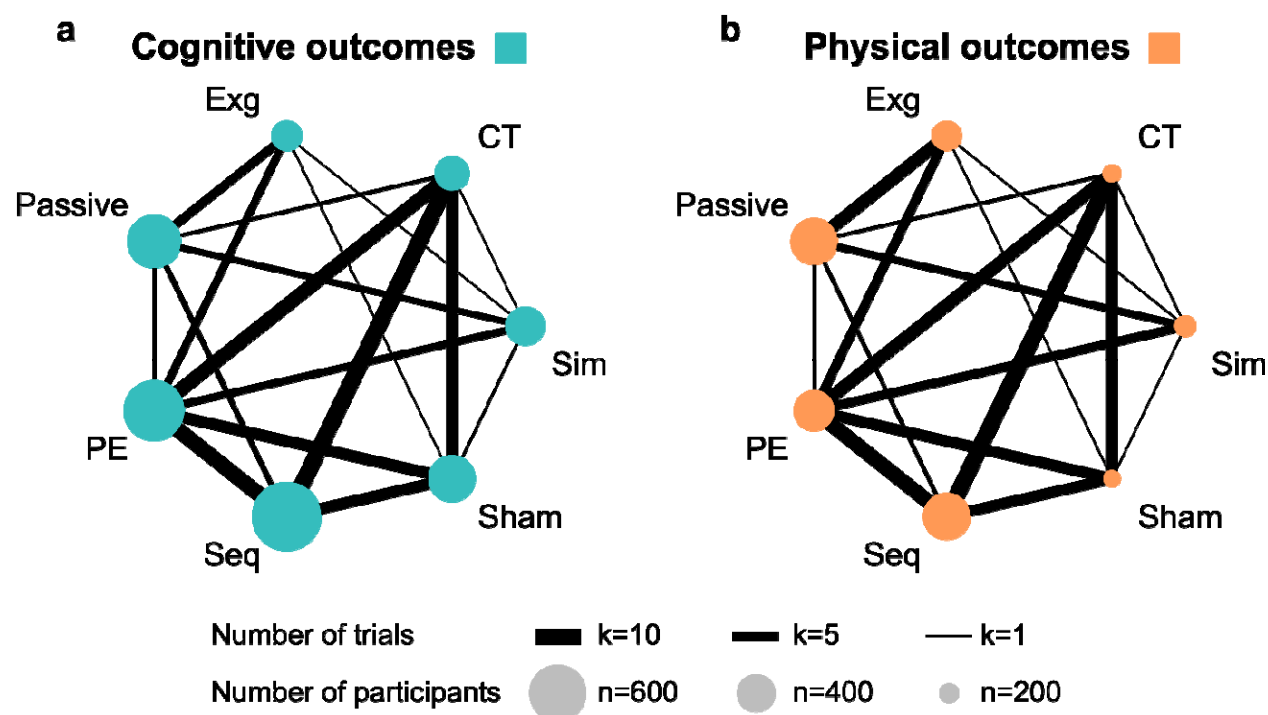 a Cognitive outcomes
Exg
CT
Passive
Sim
PE
Sham
Seq
b Physical outcomes
Exg
CT
Passive
Sim
PE
Sham
Seq
Number of trials k=10 k=5 k=1
Number of participants n=600 n=400 n=200